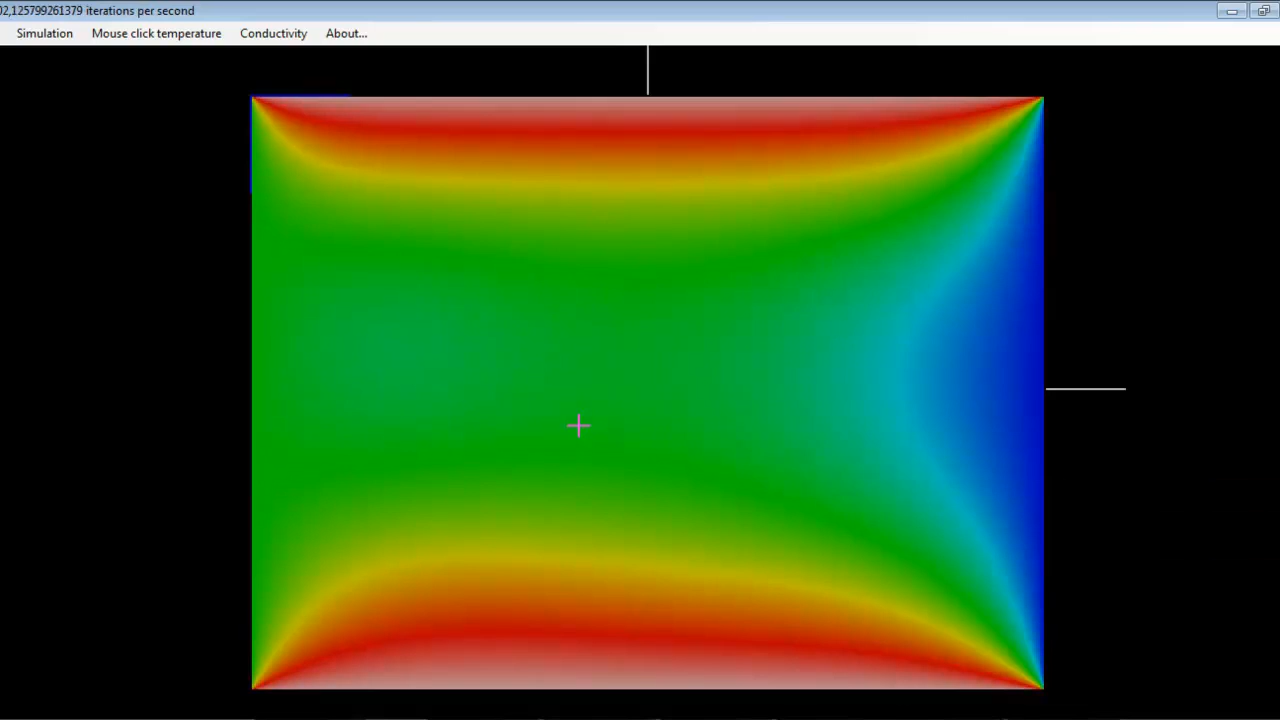 02,125799261379 iterations per second
Simulation Mouse click temperature Conductivity About...